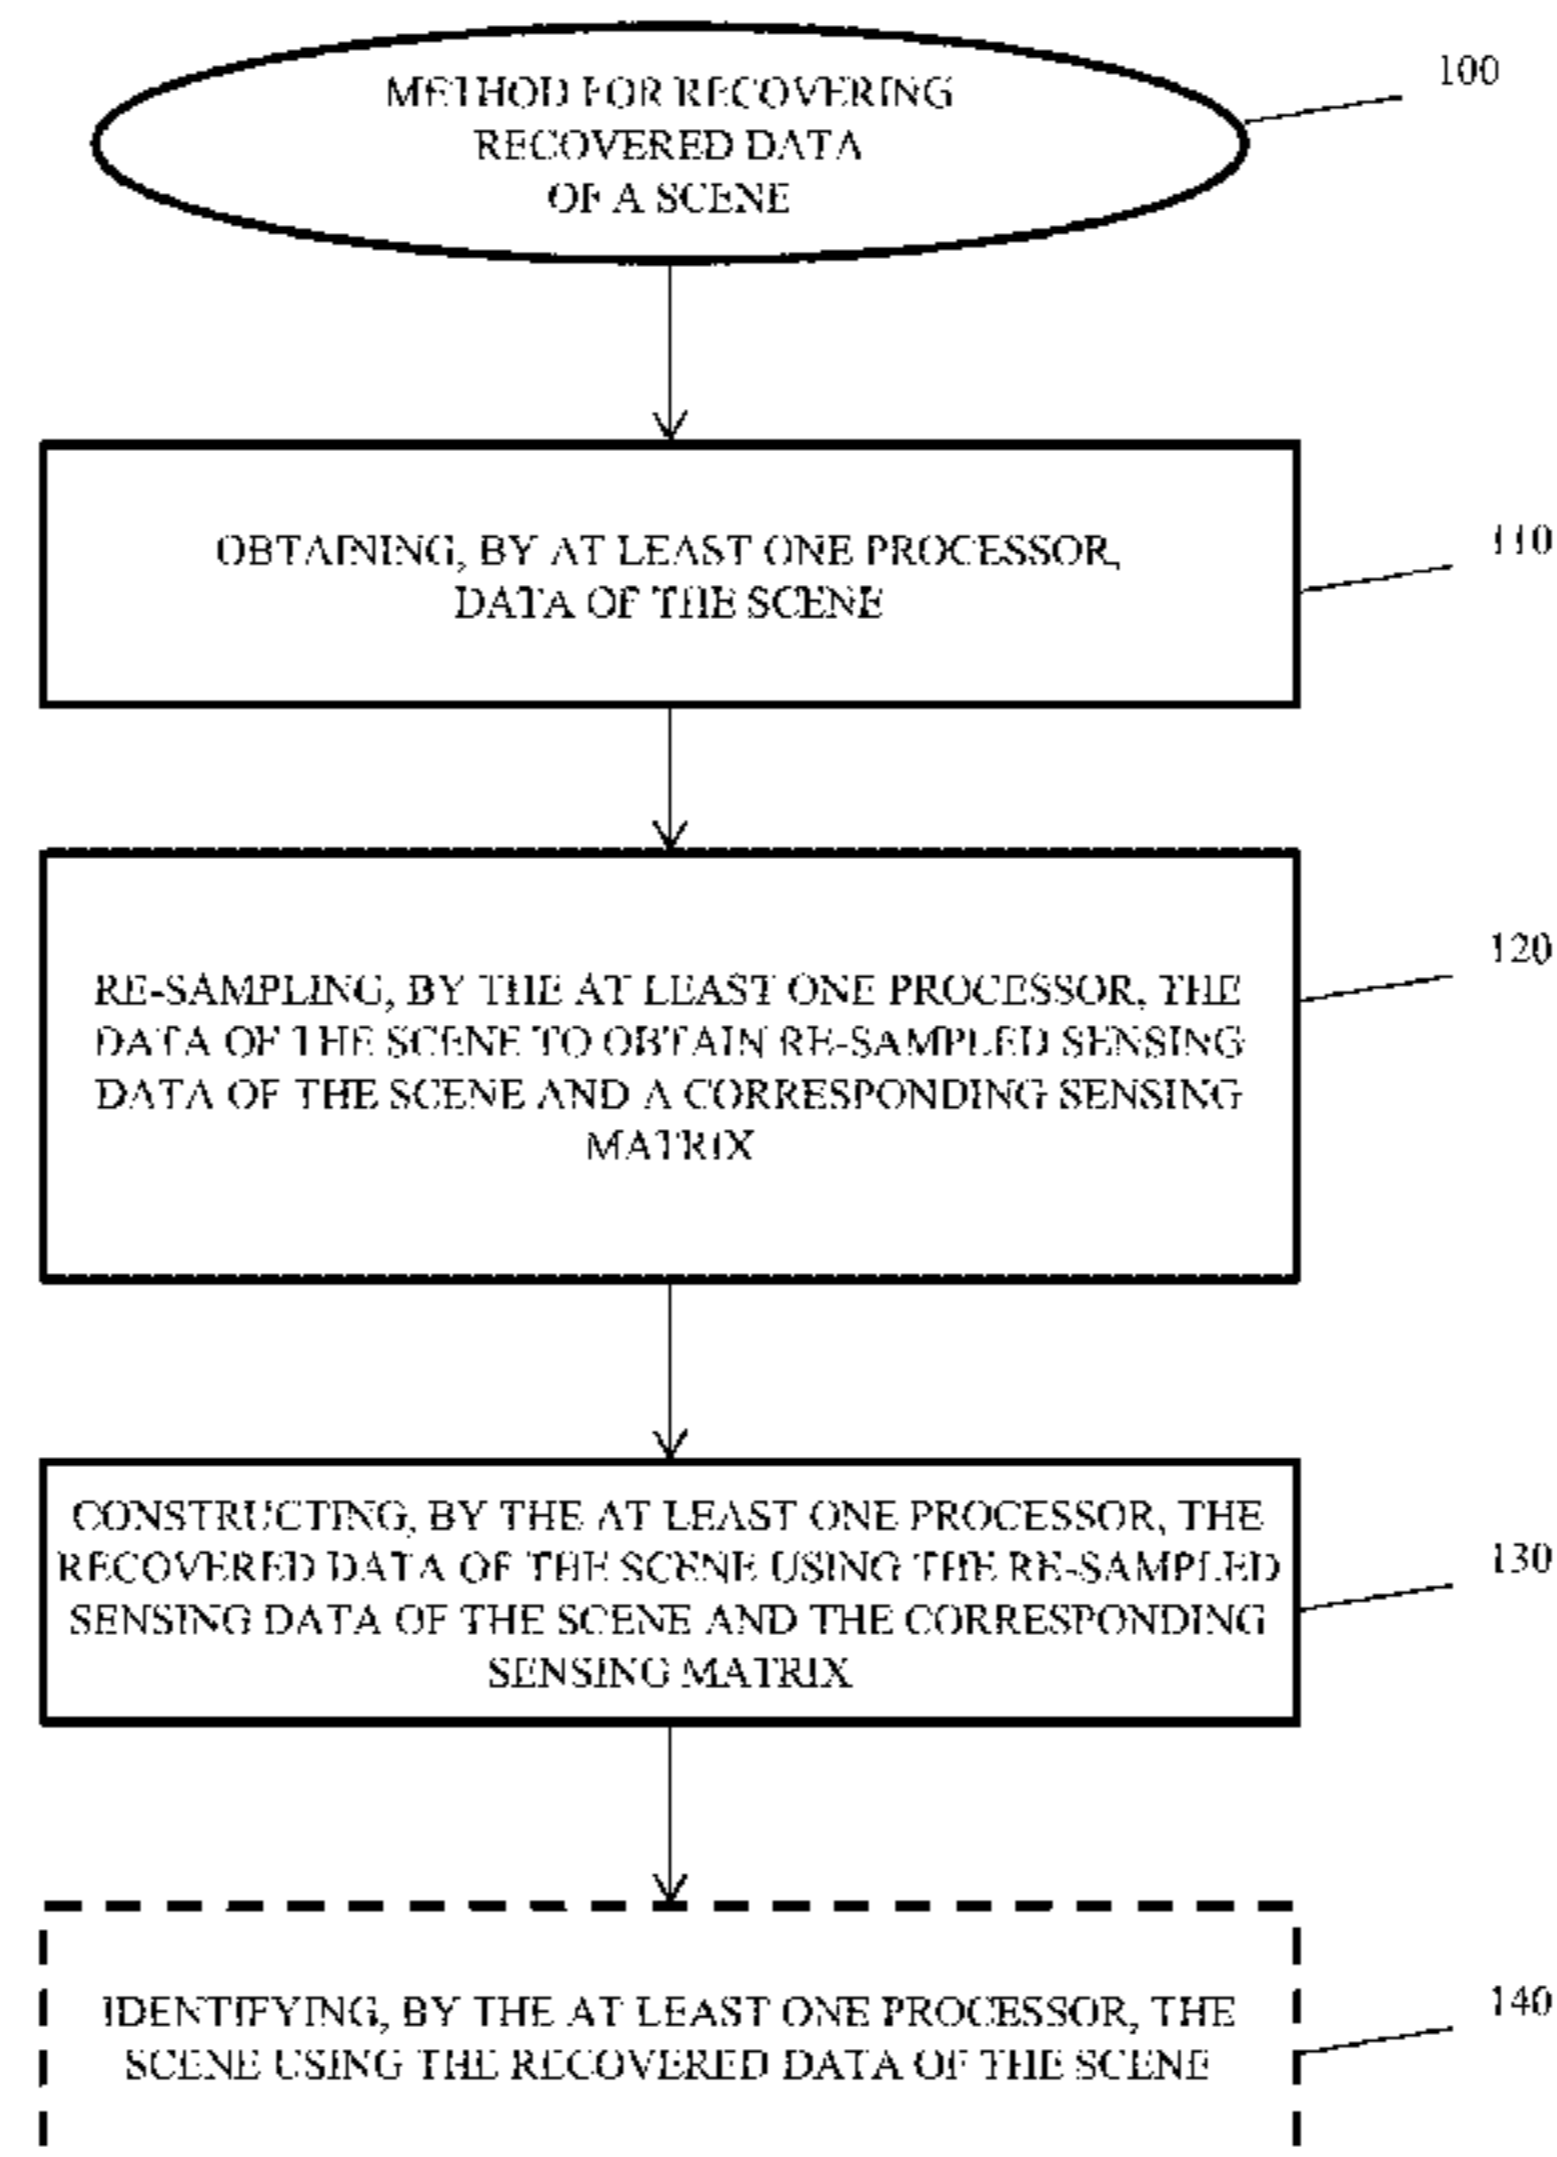 METHOD FOR RECOVERING
RECOVERED DATA
OF A SCENE
100
OBTAINING, BY AT LEAST ONE PROCESSOR,
DATA OF THE SCENE
110
RE-SAMPLING, BY THE AT LEAST ONE PROCESSOR, THE
DATA OF THE SCENE TO OBTAIN RE-SAMPLED SENSING
DATA OF THE SCENE AND A CORRESPONDING SENSING
MATRIX
120
CONSTRUCTING, BY THE AT LEAST ONE PROCESSOR, THE
RECOVERED DATA OF THE SCENE USING THE RE-SAMPLED
SENSING DATA OF THE SCENE AND THE CORRESPONDING
SENSING MATRIX
130
IDENTIFYING, BY THE AT LEAST ONE PROCESSOR, THE
SCENE USING THE RECOVERED DATA OF THE SCENE
140